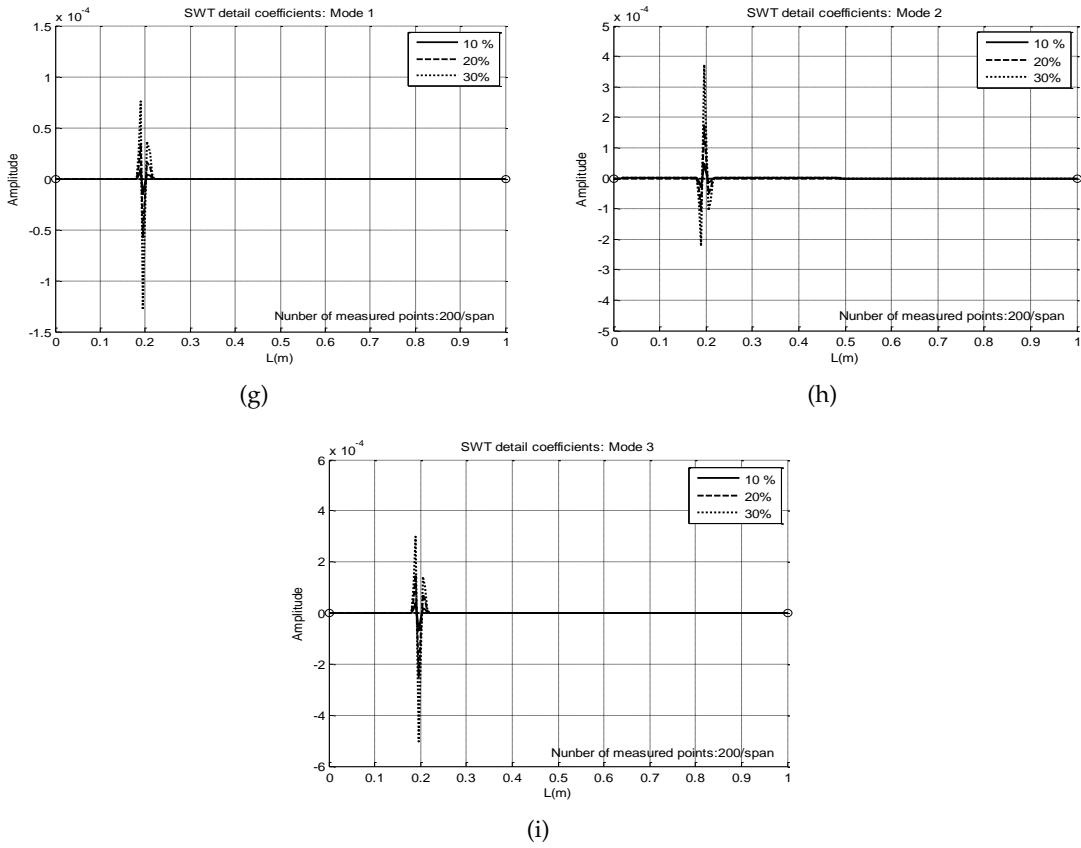 SWT detail coefficients: Mode 1
x 10^-4
1.5
1
0.5
0
-0.5
-1
-1.5
Amplitude
10 %
20%
30%
Nunber of measured points:200/span
0 0.1 0.2 0.3 0.4 0.5 0.6 0.7 0.8 0.9 1
L(m)
(g)
SWT detail coefficients: Mode 2
x 10^-4
5
4
3
2
1
0
-1
-2
-3
-4
-5
Amplitude
10 %
20%
30%
Nunber of measured points:200/span
0 0.1 0.2 0.3 0.4 0.5 0.6 0.7 0.8 0.9 1
L(m)
(h)
SWT detail coefficients: Mode 3
x 10^-4
6
4
2
0
-2
-4
-6
Amplitude
10 %
20%
30%
Nunber of measured points:200/span
0 0.1 0.2 0.3 0.4 0.5 0.6 0.7 0.8 0.9 1
L(m)
(i)